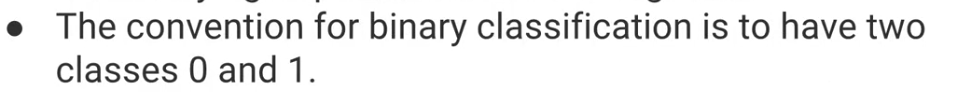 ● The convention for binary classification is to have two
classes 0 and 1.